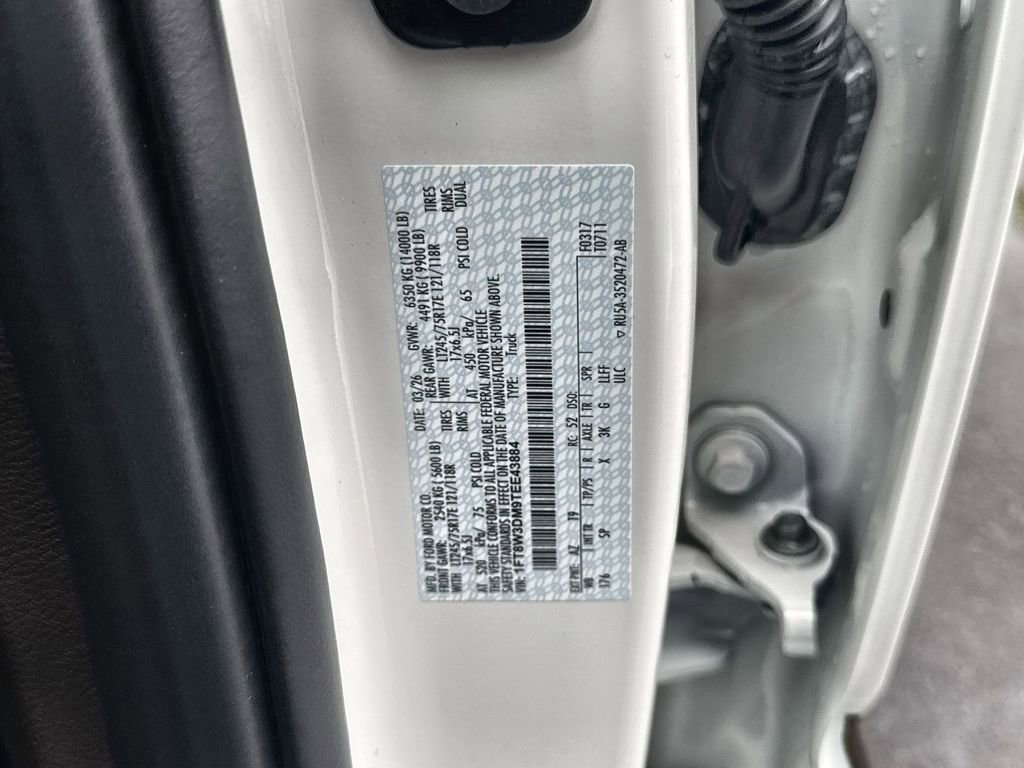 MFD. BY FORD MOTOR CO. DATE: 03/26 GVWR: 6350 KG (14000 LB)
FRONT GAWR: 2540 KG (5600 LB) REAR GAWR: 4491 KG (9900 LB)
WITH LT245/75R17E 121/118R TIRES WITH LT245/75R17E 121/118R TIRES
17x6.5J RIMS 17x6.5J RIMS
AT 520 kPa/ 75 PSI COLD AT 450 kPa/ 65 PSI COLD DUAL
THIS VEHICLE CONFORMS TO ALL APPLICABLE FEDERAL MOTOR VEHICLE
SAFETY STANDARDS IN EFFECT ON THE DATE OF MANUFACTURE SHOWN ABOVE.
VIN: 1FT8W3DM9TEE43884 TYPE: Truck
F0317
EXT PNT: AZ 19 RC: 52 DSO: T0711
WB INT TR TP/PS R AXLE TR SPR
176 SP X 3K G LLFF
ULC ▽ RU5A-3520472-AB